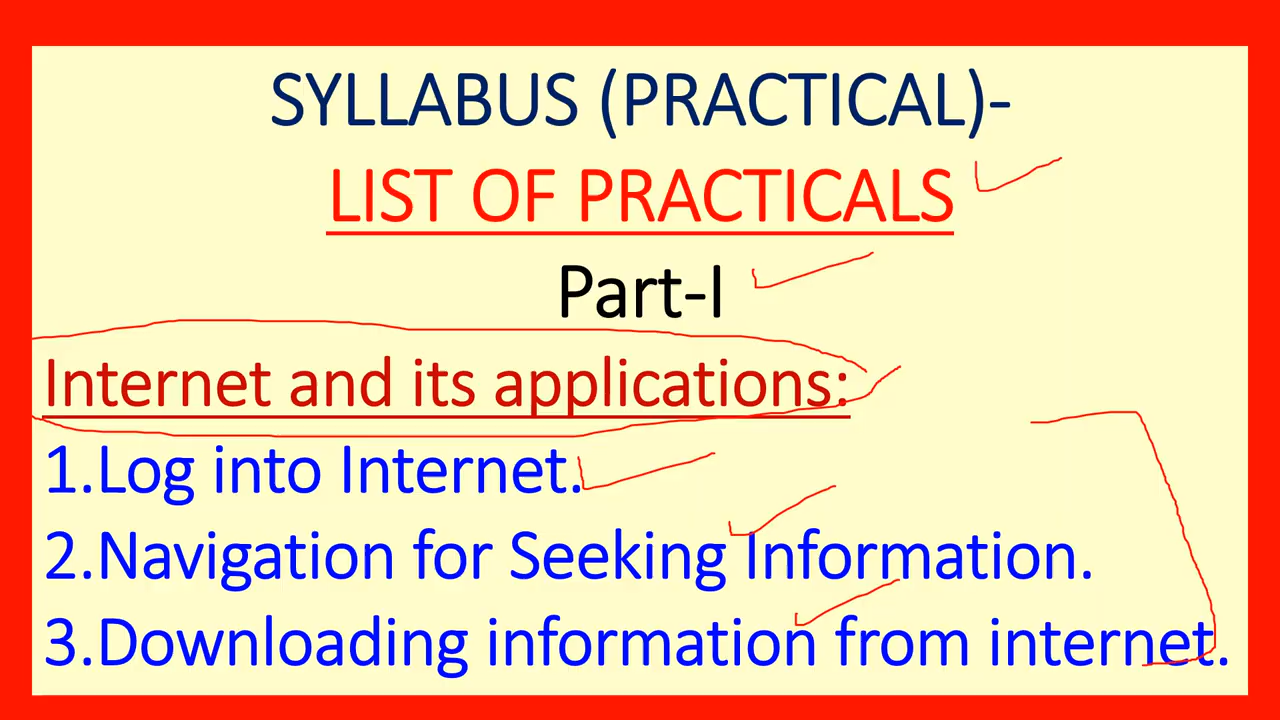 SYLLABUS (PRACTICAL)-
LIST OF PRACTICALS
Part-I
Internet and its applications:
1.Log into Internet.
2.Navigation for Seeking Information.
3.Downloading information from internet.